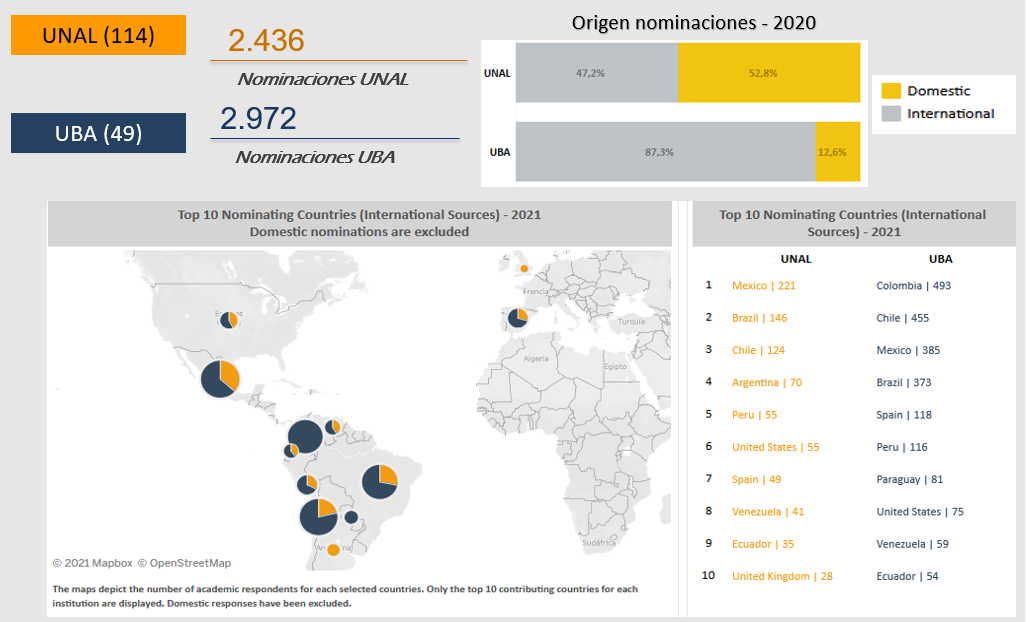 UNAL (114)
2.436
Nominaciones UNAL
UBA (49)
2.972
Nominaciones UBA
Origen nominaciones - 2020
UNAL
47,2%
52,8%
UBA
87,3%
12,6%
Domestic
International
Top 10 Nominating Countries (International Sources) - 2021
Domestic nominations are excluded
Francia
Turquía
Argelia
Egipto
Sudáfrica
© 2021 Mapbox © OpenStreetMap
The maps depict the number of academic respondents for each selected countries. Only the top 10 contributing countries for each
institution are displayed. Domestic responses have been excluded.
Top 10 Nominating Countries (International
Sources) - 2021
UNAL UBA
1 Mexico | 221 Colombia | 493
2 Brazil | 146 Chile | 455
3 Chile | 124 Mexico | 385
4 Argentina | 70 Brazil | 373
5 Peru | 55 Spain | 118
6 United States | 55 Peru | 116
7 Spain | 49 Paraguay | 81
8 Venezuela | 41 United States | 75
9 Ecuador | 35 Venezuela | 59
10 United Kingdom | 28 Ecuador | 54